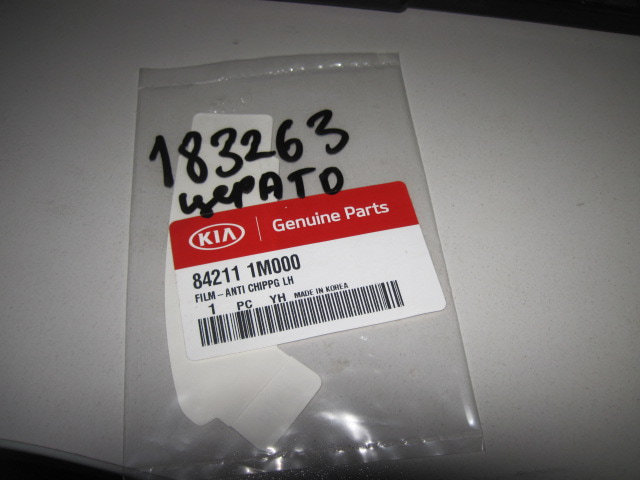 183263
церАТО
KIA Genuine Parts
84211 1M000
FILM-ANTI CHIPPG LH
1 PC YH MADE IN KOREA